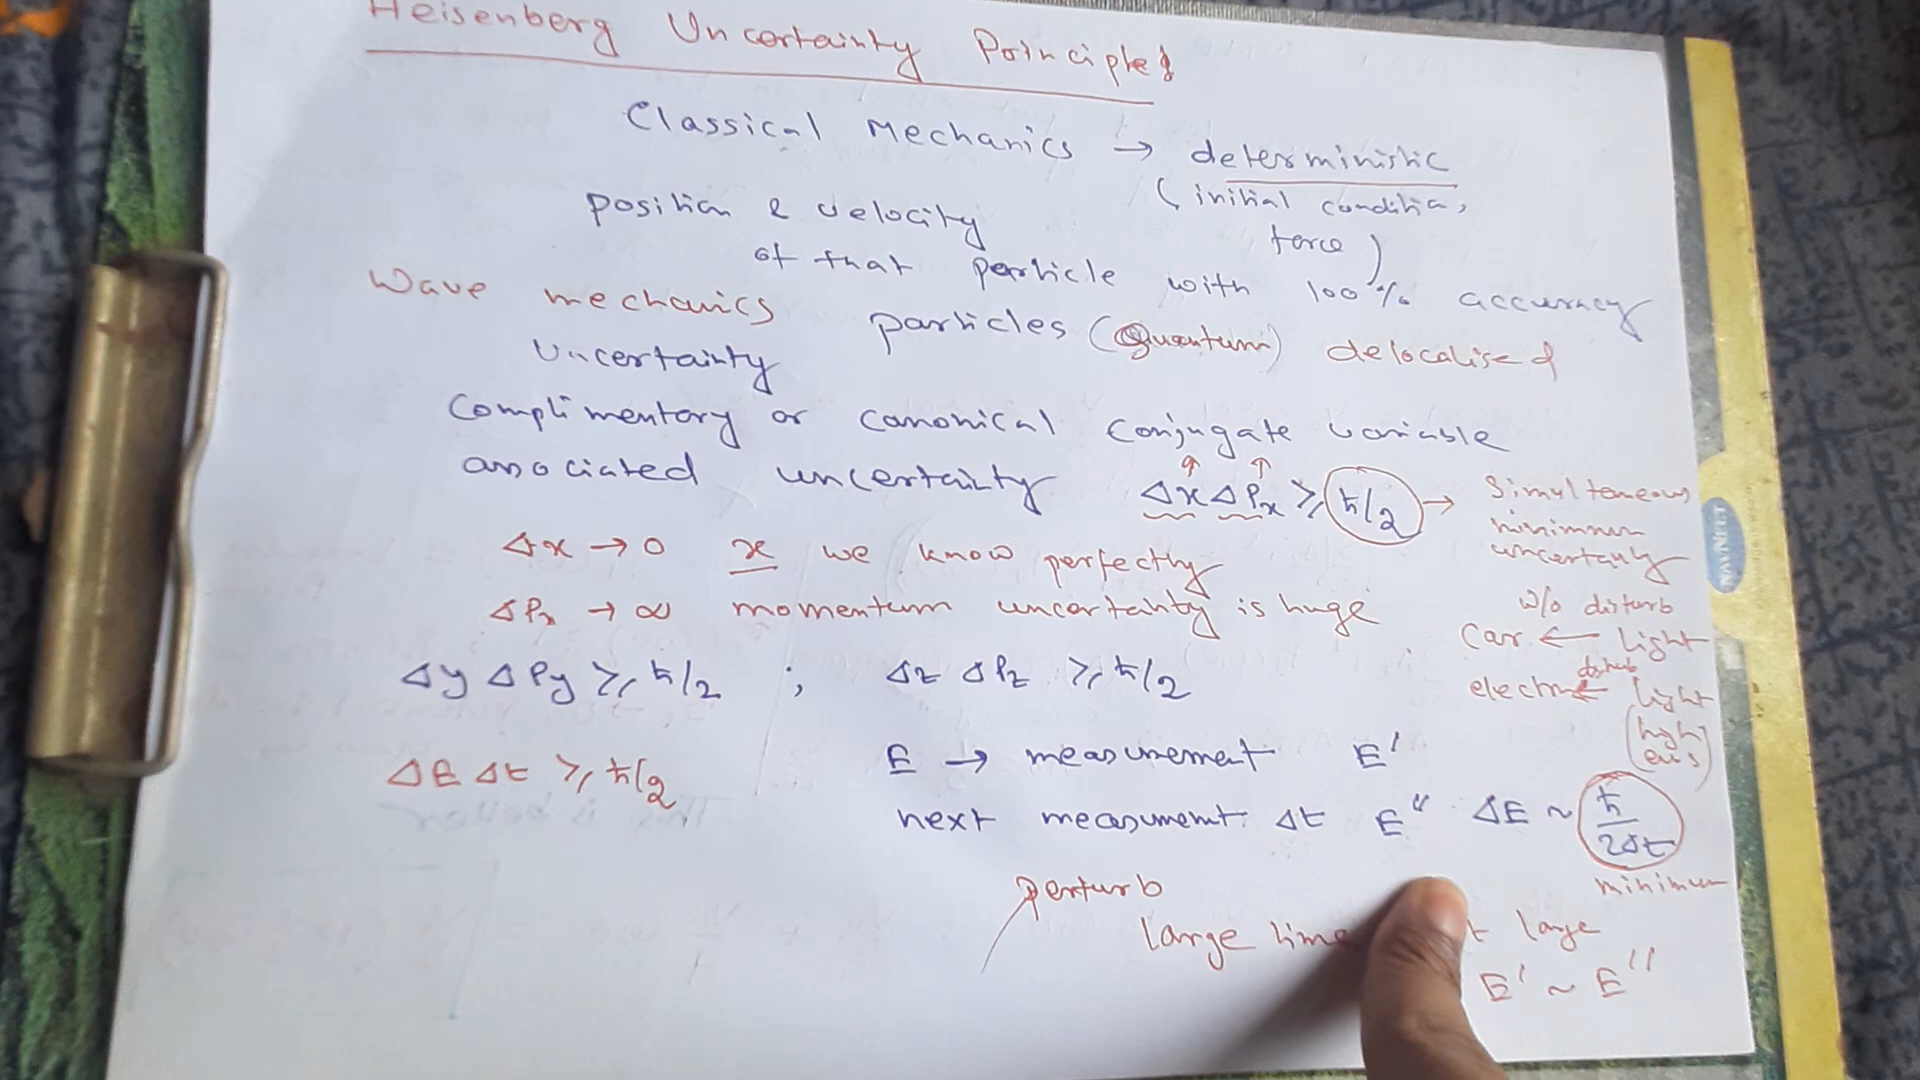 Heisenberg Uncertainty Principle :
Classical Mechanics → deterministic
(initial condition,
force)
position & velocity
of that particle with 100% accuracy
Wave mechanics particles (Quantum) delocalised
Uncertainty
Complimentory or canonical conjugate variable
associated uncertainty Δx ΔPx ≥ ħ/2 → Simultaneous
minimum
uncertainty
Δx → 0 x we know perfectly
ΔPx → ∞ momentum uncertainty is huge
w/o disturb
Car ← light
disturb
electron ← light
(high
Δy ΔPy ≥ ħ/2 ; Δz ΔPz ≥ ħ/2
ΔE Δt ≥ ħ/2
E → measurement E'
next measurement Δt E'' ΔE ~ ħ/2Δt
minimum
perturb
large time large
E' ~ E''
NAVNEET